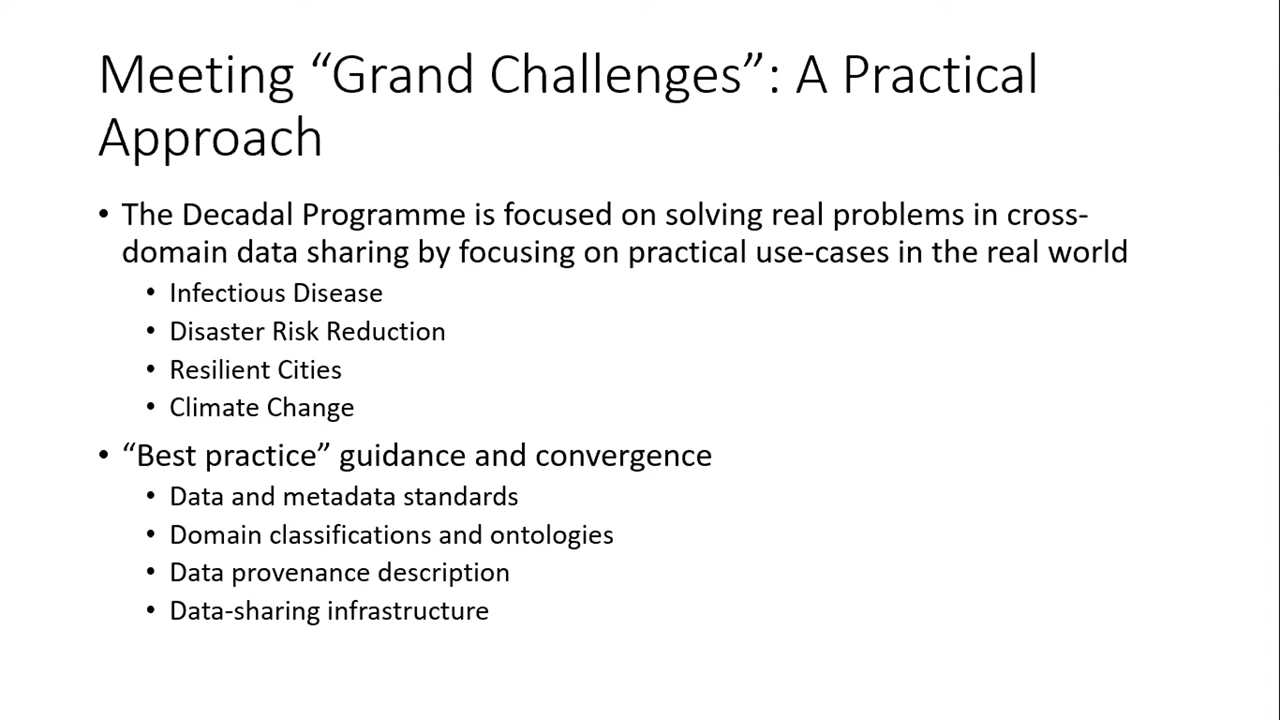 Meeting “Grand Challenges”: A Practical
Approach
• The Decadal Programme is focused on solving real problems in cross-
domain data sharing by focusing on practical use-cases in the real world
• Infectious Disease
• Disaster Risk Reduction
• Resilient Cities
• Climate Change
• “Best practice” guidance and convergence
• Data and metadata standards
• Domain classifications and ontologies
• Data provenance description
• Data-sharing infrastructure